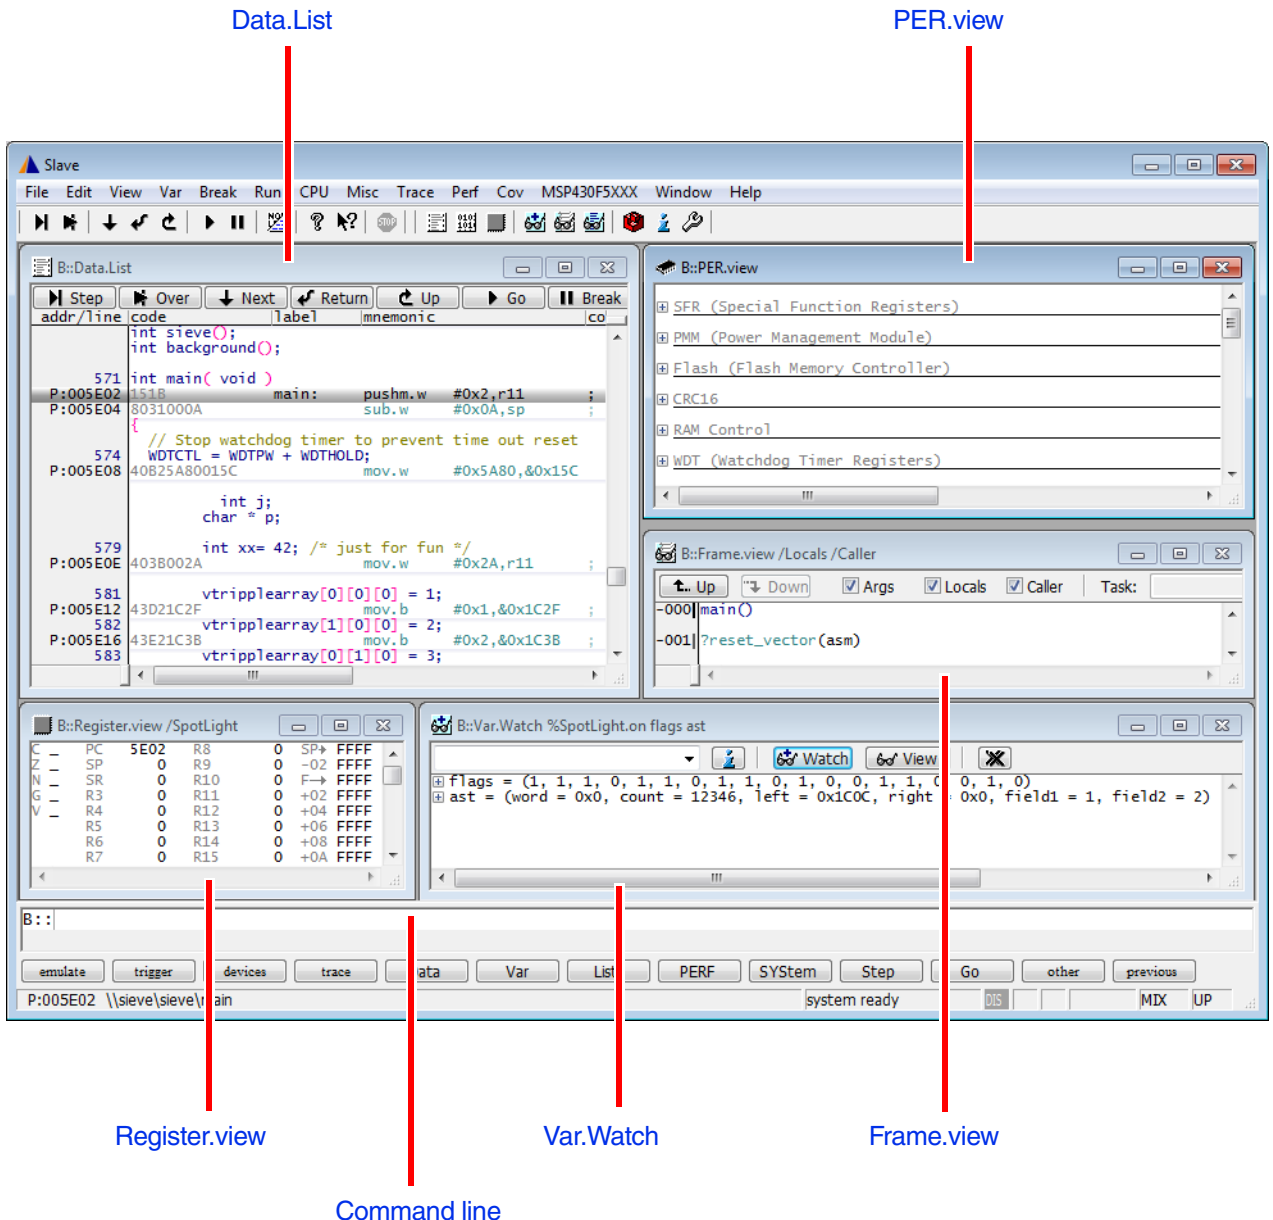 Data.List
PER.view
Slave
File Edit View Var Break Run CPU Misc Trace Perf Cov MSP430F5XXX Window Help
B::Data.List
Step Over Next Return Up Go Break
addr/line code label mnemonic co
int sieve();
int background();
571 int main( void )
P:005E02 151B main: pushm.w #0x2,r11 ;
P:005E04 8031000A sub.w #0x0A,sp ;
{
// Stop watchdog timer to prevent time out reset
574 WDTCTL = WDTPW + WDTHOLD;
P:005E08 40B25A80015C mov.w #0x5A80,&0x15C
int j;
char * p;
579 int xx= 42; /* just for fun */
P:005E0E 403B002A mov.w #0x2A,r11 ;
581 vtripplearray[0][0][0] = 1;
P:005E12 43D21C2F mov.b #0x1,&0x1C2F ;
582 vtripplearray[1][0][0] = 2;
P:005E16 43E21C3B mov.b #0x2,&0x1C3B ;
583 vtripplearray[0][1][0] = 3;
B::PER.view
SFR (Special Function Registers)
PMM (Power Management Module)
Flash (Flash Memory Controller)
CRC16
RAM Control
WDT (Watchdog Timer Registers)
B::Frame.view /Locals /Caller
Up Down Args Locals Caller Task:
-000 main()
-001 ?reset_vector(asm)
B::Register.view /SpotLight
C _ PC 5E02 R8 0 SP→ FFFF
Z _ SP 0 R9 0 -02 FFFF
N _ SR 0 R10 0 F→ FFFF
G _ R3 0 R11 0 +02 FFFF
V _ R4 0 R12 0 +04 FFFF
R5 0 R13 0 +06 FFFF
R6 0 R14 0 +08 FFFF
R7 0 R15 0 +0A FFFF
B::Var.Watch %SpotLight.on flags ast
Watch View
flags = (1, 1, 1, 0, 1, 1, 0, 1, 1, 0, 1, 0, 0, 1, 1, 0, 0, 1, 0)
ast = (word = 0x0, count = 12346, left = 0x1C0C, right = 0x0, field1 = 1, field2 = 2)
B::
emulate trigger devices trace Data Var List PERF SYStem Step Go other previous
P:005E02 \\sieve\sieve\main system ready DIS MIX UP
Register.view
Var.Watch
Frame.view
Command line